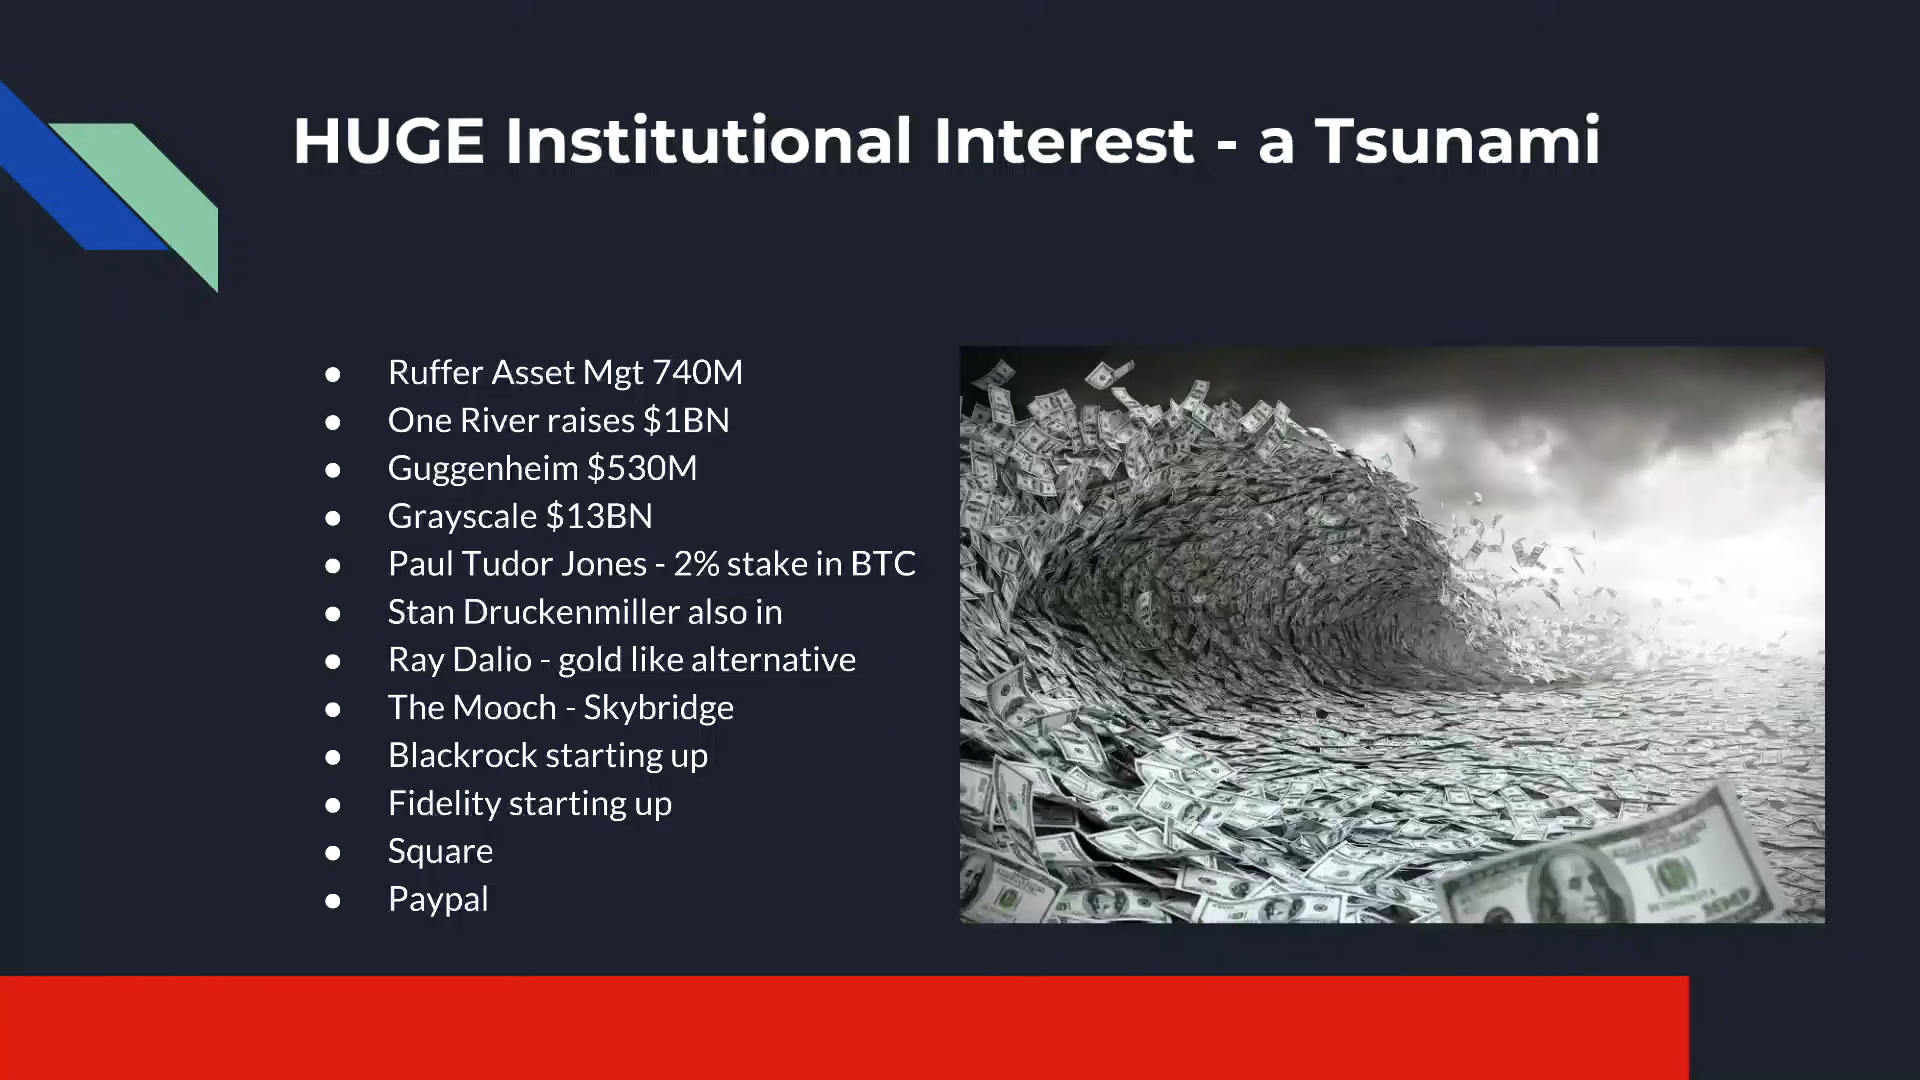 HUGE Institutional Interest - a Tsunami
● Ruffer Asset Mgt 740M
● One River raises $1BN
● Guggenheim $530M
● Grayscale $13BN
● Paul Tudor Jones - 2% stake in BTC
● Stan Druckenmiller also in
● Ray Dalio - gold like alternative
● The Mooch - Skybridge
● Blackrock starting up
● Fidelity starting up
● Square
● Paypal